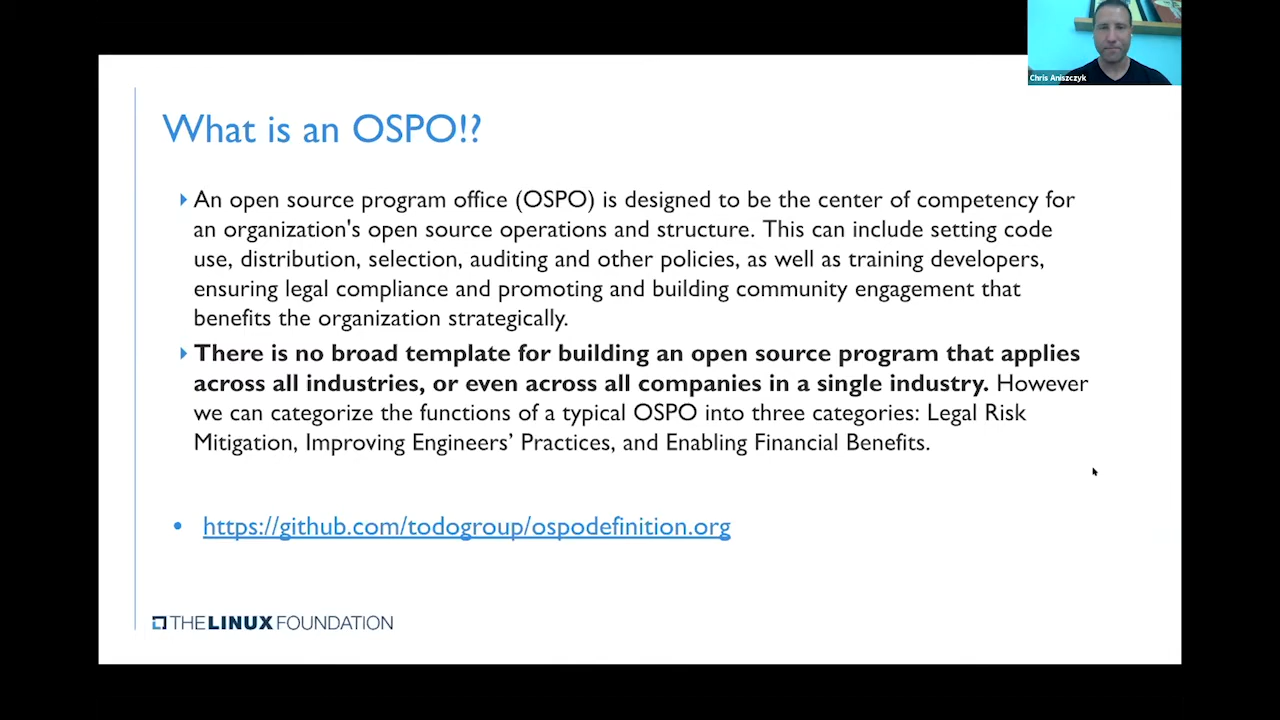 Chris Aniszczyk
What is an OSPO!?
An open source program office (OSPO) is designed to be the center of competency for
an organization's open source operations and structure. This can include setting code
use, distribution, selection, auditing and other policies, as well as training developers,
ensuring legal compliance and promoting and building community engagement that
benefits the organization strategically.
There is no broad template for building an open source program that applies
across all industries, or even across all companies in a single industry. However
we can categorize the functions of a typical OSPO into three categories: Legal Risk
Mitigation, Improving Engineers’ Practices, and Enabling Financial Benefits.
https://github.com/todogroup/ospodefinition.org
THE LINUX FOUNDATION